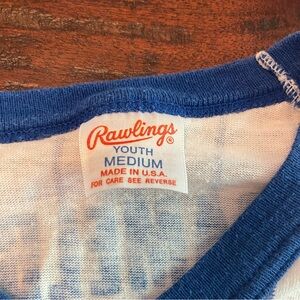 Rawlings®
YOUTH
MEDIUM
MADE IN U.S.A.
FOR CARE SEE REVERSE